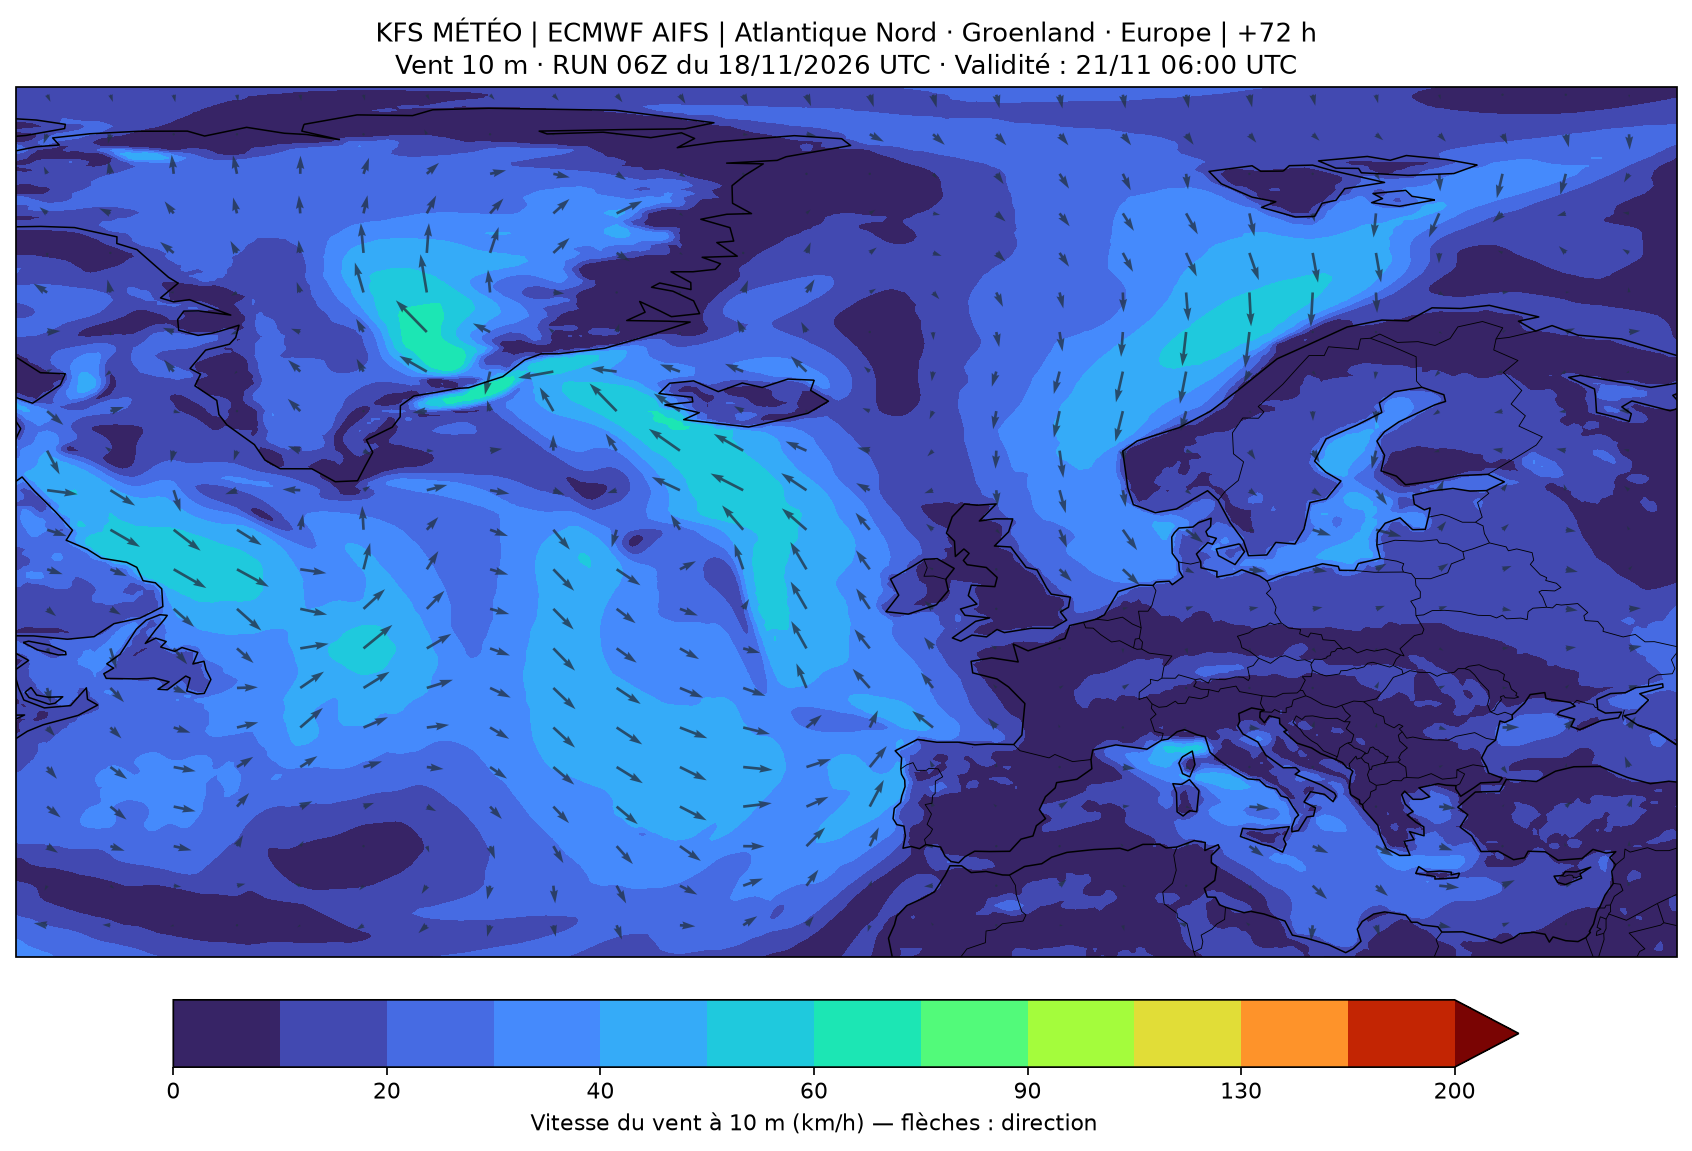 KFS MÉTÉO | ECMWF AIFS | Atlantique Nord · Groenland · Europe | +72 h
Vent 10 m · RUN 06Z du 18/11/2026 UTC · Validité : 21/11 06:00 UTC
0 20 40 60 90 130 200
Vitesse du vent à 10 m (km/h) — flèches : direction